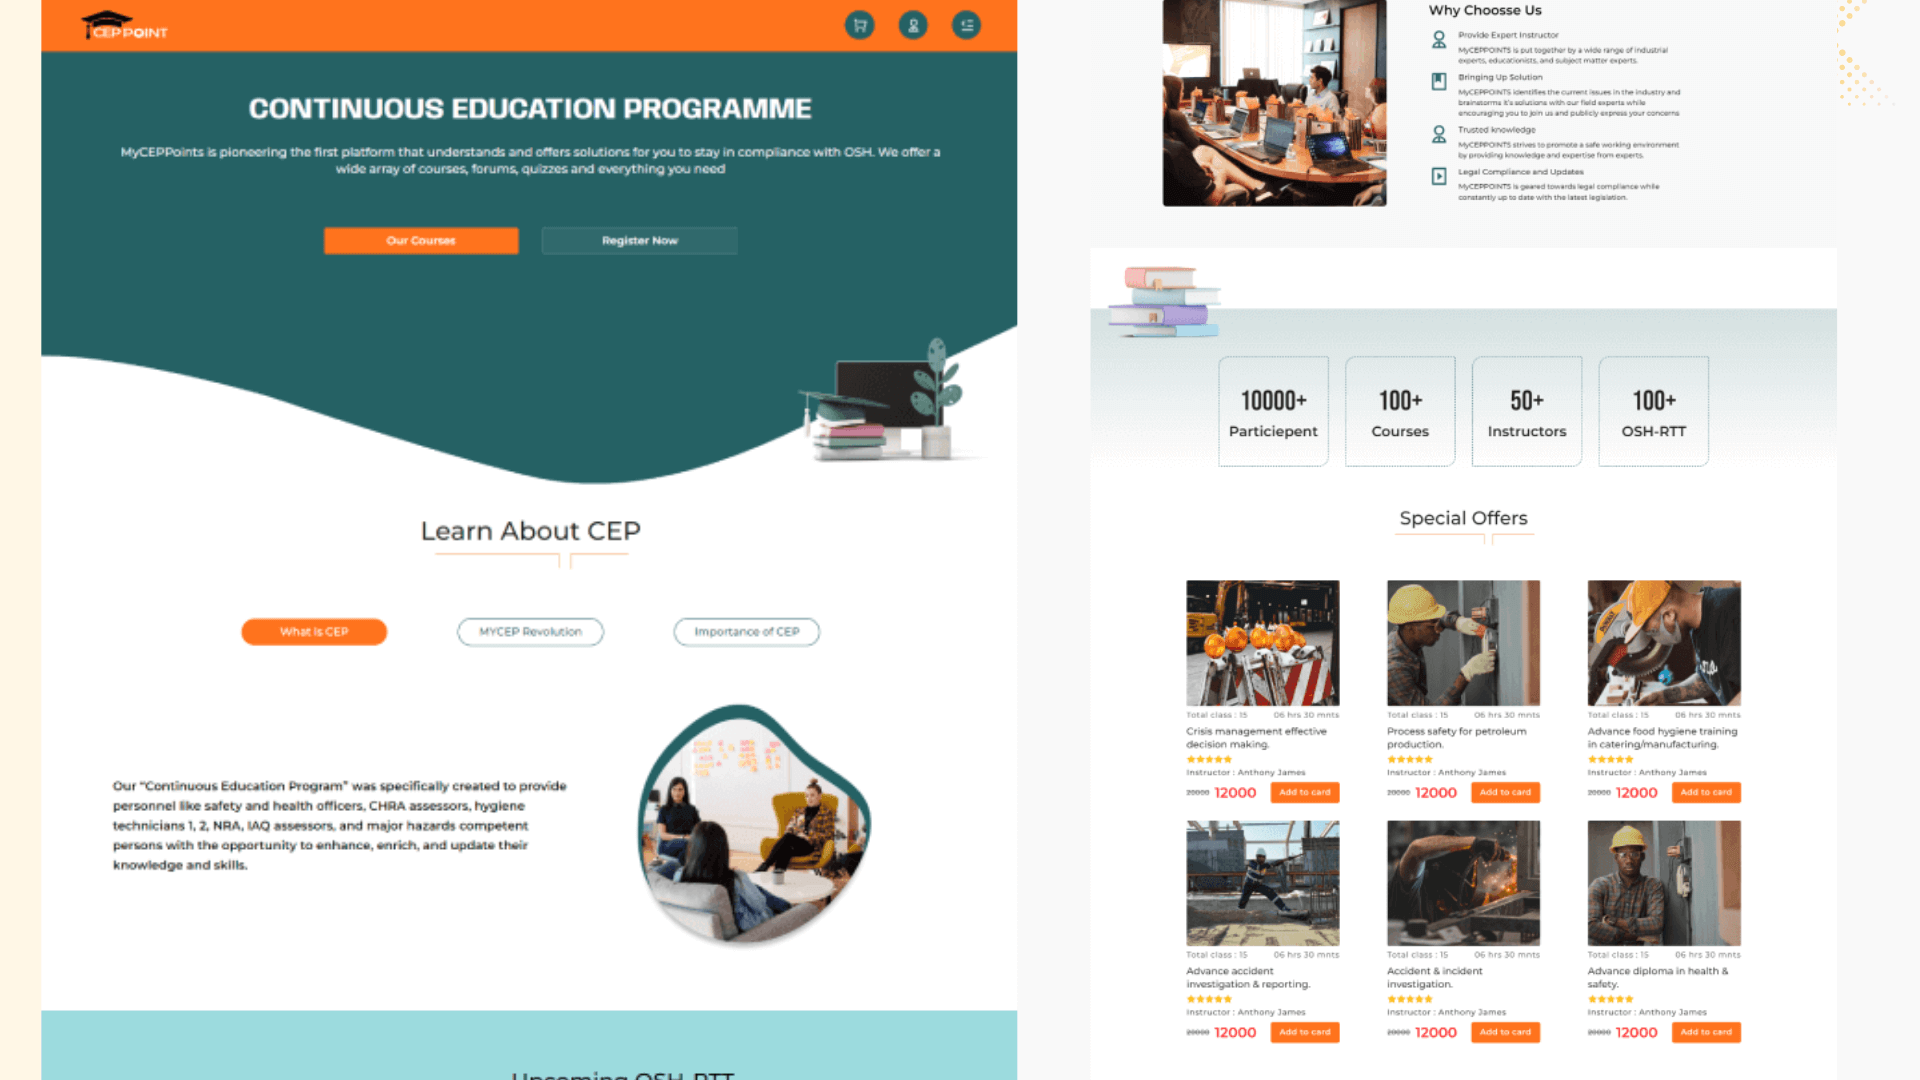 CEPPOINT
CONTINUOUS EDUCATION PROGRAMME
MyCEPPoints is pioneering the first platform that understands and offers solutions for you to stay in compliance with OSH. We offer a
wide array of courses, forums, quizzes and everything you need
Our Courses
Register Now
Learn About CEP
What Is CEP
MYCEP Revolution
Importance of CEP
Our “Continuous Education Program” was specifically created to provide
personnel like safety and health officers, CHRA assessors, hygiene
technicians 1, 2, NRA, IAQ assessors, and major hazards competent
persons with the opportunity to enhance, enrich, and update their
knowledge and skills.
Upcoming OSH-RTT
Why Choosse Us
Provide Expert Instructor
MyCEPPOINTS is put together by a wide range of industrial
experts, educationists, and subject matter experts.
Bringing Up Solution
MyCEPPOINTS identifies the current issues in the industry and
brainstorms it's solutions with our field experts while
encouraging you to join us and publicly express your concerns
Trusted knowledge
MyCEPPOINTS strives to promote a safe working environment
by providing knowledge and expertise from experts.
Legal Compliance and Updates
MyCEPPOINTS is geared towards legal compliance while
constantly up to date with the latest legislation.
10000+
Particiepent
100+
Courses
50+
Instructors
100+
OSH-RTT
Special Offers
Total class : 15 06 hrs 30 mnts
Crisis management effective
decision making.
Instructor : Anthony James
20000 12000 Add to card
Total class : 15 06 hrs 30 mnts
Process safety for petroleum
production.
Instructor : Anthony James
20000 12000 Add to card
Total class : 15 06 hrs 30 mnts
Advance food hygiene training
in catering/manufacturing.
Instructor : Anthony James
20000 12000 Add to card
Total class : 15 06 hrs 30 mnts
Advance accident
investigation & reporting.
Instructor : Anthony James
20000 12000 Add to card
Total class : 15 06 hrs 30 mnts
Accident & incident
investigation.
Instructor : Anthony James
20000 12000 Add to card
Total class : 15 06 hrs 30 mnts
Advance diploma in health &
safety.
Instructor : Anthony James
20000 12000 Add to card